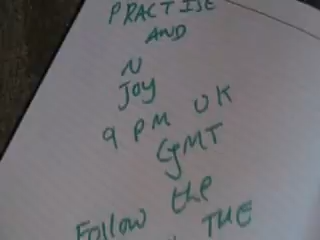 PRACTISE
AND
N
JOY
9 PM UK
GMT
Follow the
THE